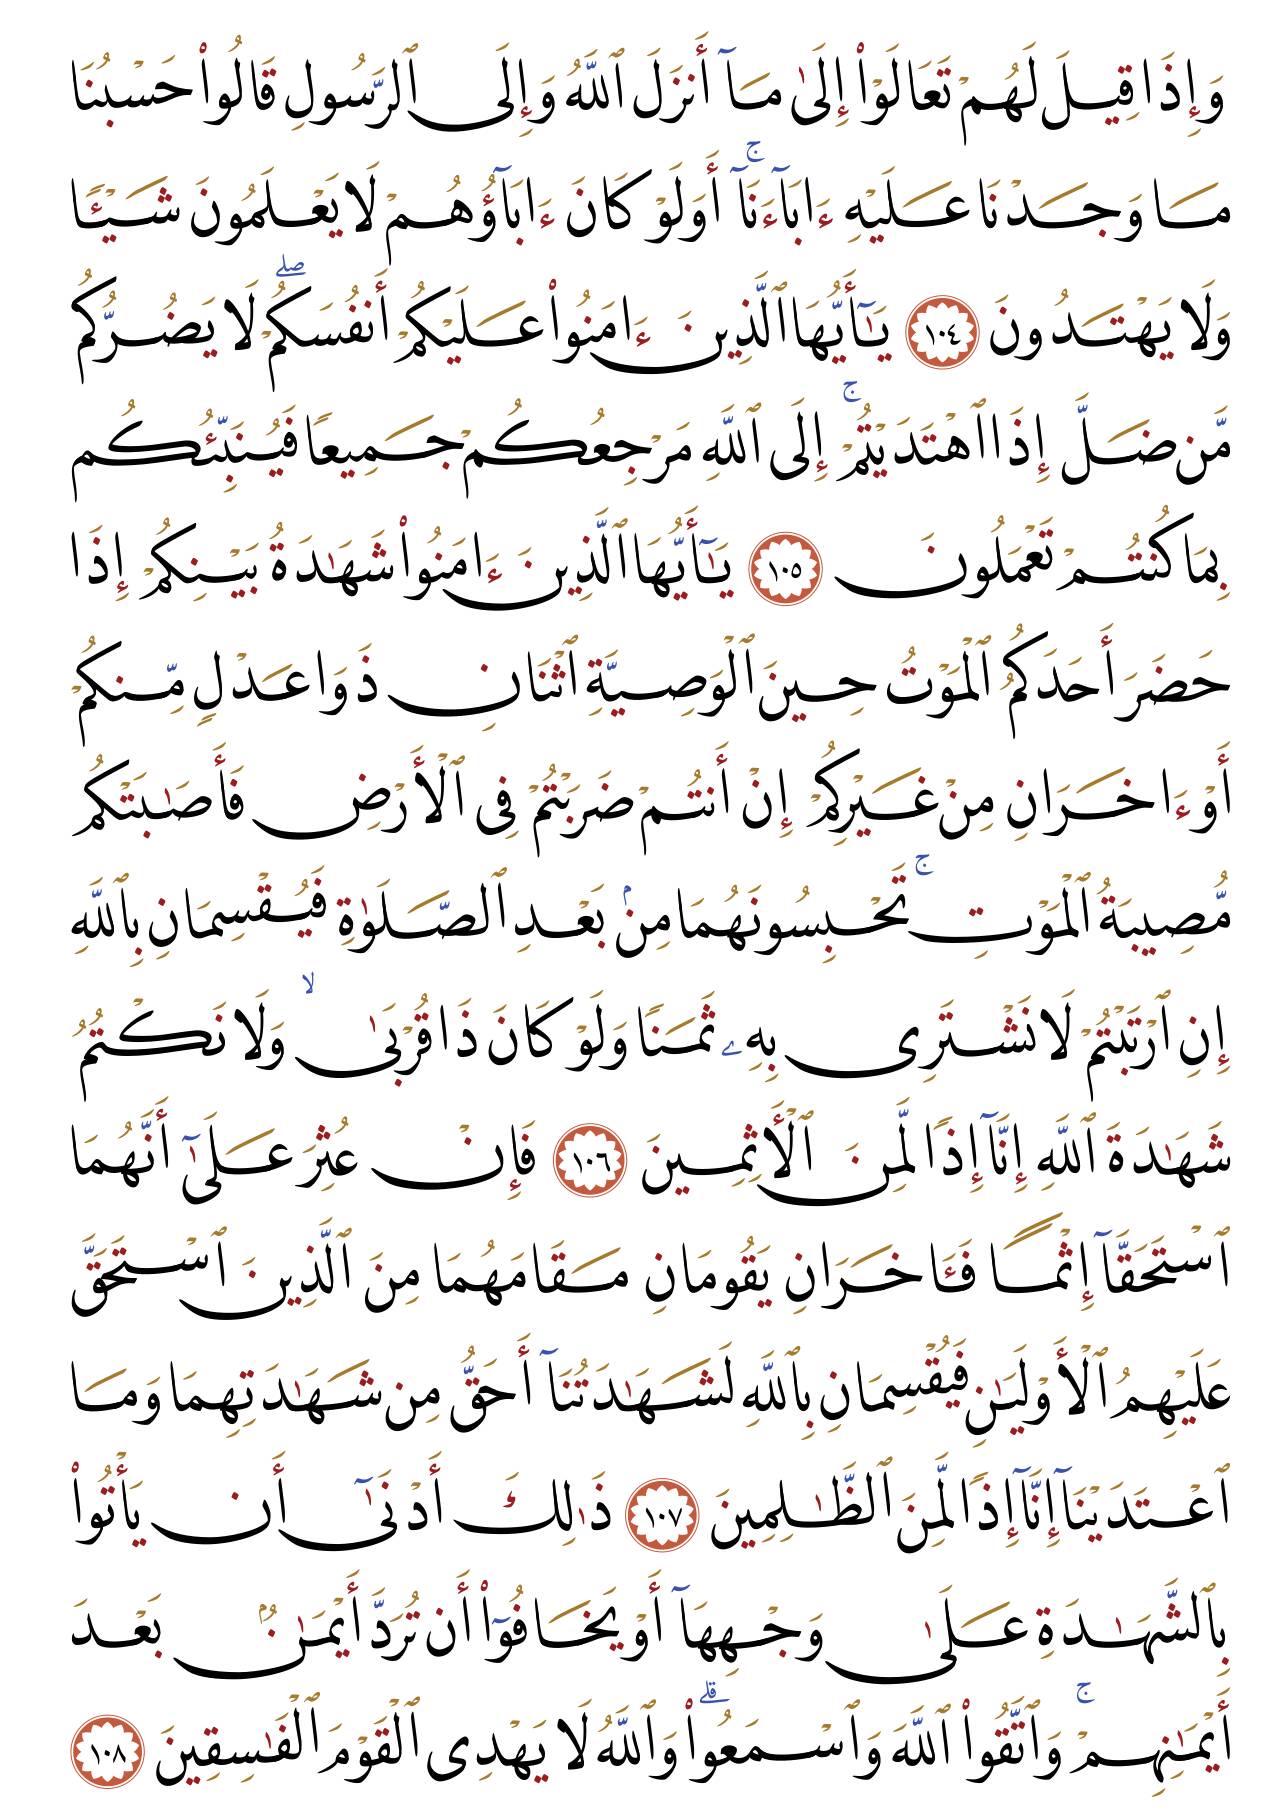 وَإِذَا قِيلَ لَهُمْ تَعَالَوْا۟ إِلَىٰ مَآ أَنزَلَ ٱللَّهُ وَإِلَى ٱلرَّسُولِ قَالُوا۟ حَسْبُنَا
مَا وَجَدْنَا عَلَيْهِ ءَابَآءَنَآ ۚ أَوَلَوْ كَانَ ءَابَآؤُهُمْ لَا يَعْلَمُونَ شَيْـًٔا
وَلَا يَهْتَدُونَ ١٠٤ يَـٰٓأَيُّهَا ٱلَّذِينَ ءَامَنُوا۟ عَلَيْكُمْ أَنفُسَكُمْ ۖ لَا يَضُرُّكُم
مَّن ضَلَّ إِذَا ٱهْتَدَيْتُمْ ۚ إِلَى ٱللَّهِ مَرْجِعُكُمْ جَمِيعًا فَيُنَبِّئُكُم
بِمَا كُنتُمْ تَعْمَلُونَ ١٠٥ يَـٰٓأَيُّهَا ٱلَّذِينَ ءَامَنُوا۟ شَهَـٰدَةُ بَيْنِكُمْ إِذَا
حَضَرَ أَحَدَكُمُ ٱلْمَوْتُ حِينَ ٱلْوَصِيَّةِ ٱثْنَانِ ذَوَا عَدْلٍ مِّنكُمْ
أَوْ ءَاخَرَانِ مِنْ غَيْرِكُمْ إِنْ أَنتُمْ ضَرَبْتُمْ فِى ٱلْأَرْضِ فَأَصَـٰبَتْكُم
مُّصِيبَةُ ٱلْمَوْتِ ۚ تَحْبِسُونَهُمَا مِنۢ بَعْدِ ٱلصَّلَوٰةِ فَيُقْسِمَانِ بِٱللَّهِ
إِنِ ٱرْتَبْتُمْ لَا نَشْتَرِى بِهِۦ ثَمَنًا وَلَوْ كَانَ ذَا قُرْبَىٰ ۙ وَلَا نَكْتُمُ
شَهَـٰدَةَ ٱللَّهِ إِنَّآ إِذًا لَّمِنَ ٱلْـَٔاثِمِينَ ١٠٦ فَإِنْ عُثِرَ عَلَىٰٓ أَنَّهُمَا
ٱسْتَحَقَّآ إِثْمًا فَـَٔاخَرَانِ يَقُومَانِ مَقَامَهُمَا مِنَ ٱلَّذِينَ ٱسْتَحَقَّ
عَلَيْهِمُ ٱلْأَوْلَيَـٰنِ فَيُقْسِمَانِ بِٱللَّهِ لَشَهَـٰدَتُنَآ أَحَقُّ مِن شَهَـٰدَتِهِمَا وَمَا
ٱعْتَدَيْنَآ إِنَّآ إِذًا لَّمِنَ ٱلظَّـٰلِمِينَ ١٠٧ ذَٰلِكَ أَدْنَىٰٓ أَن يَأْتُوا۟
بِٱلشَّهَـٰدَةِ عَلَىٰ وَجْهِهَآ أَوْ يَخَافُوٓا۟ أَن تُرَدَّ أَيْمَـٰنٌۢ بَعْدَ
أَيْمَـٰنِهِمْ ۚ وَٱتَّقُوا۟ ٱللَّهَ وَٱسْمَعُوا۟ ۗ وَٱللَّهُ لَا يَهْدِى ٱلْقَوْمَ ٱلْفَـٰسِقِينَ ١٠٨